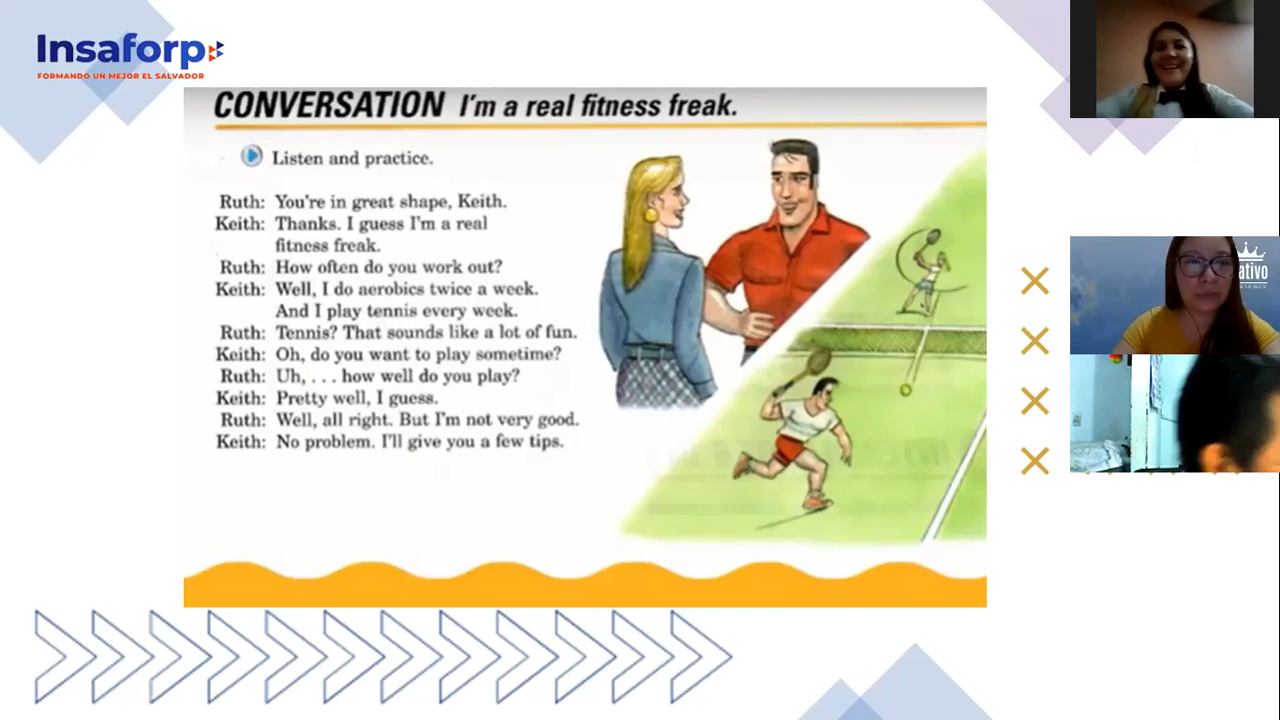 Insaforp
FORMANDO UN MEJOR EL SALVADOR
CONVERSATION I'm a real fitness freak.
Listen and practice.
Ruth: You're in great shape, Keith.
Keith: Thanks. I guess I'm a real
fitness freak.
Ruth: How often do you work out?
Keith: Well, I do aerobics twice a week.
And I play tennis every week.
Ruth: Tennis? That sounds like a lot of fun.
Keith: Oh, do you want to play sometime?
Ruth: Uh, . . . how well do you play?
Keith: Pretty well, I guess.
Ruth: Well, all right. But I'm not very good.
Keith: No problem. I'll give you a few tips.
ativo